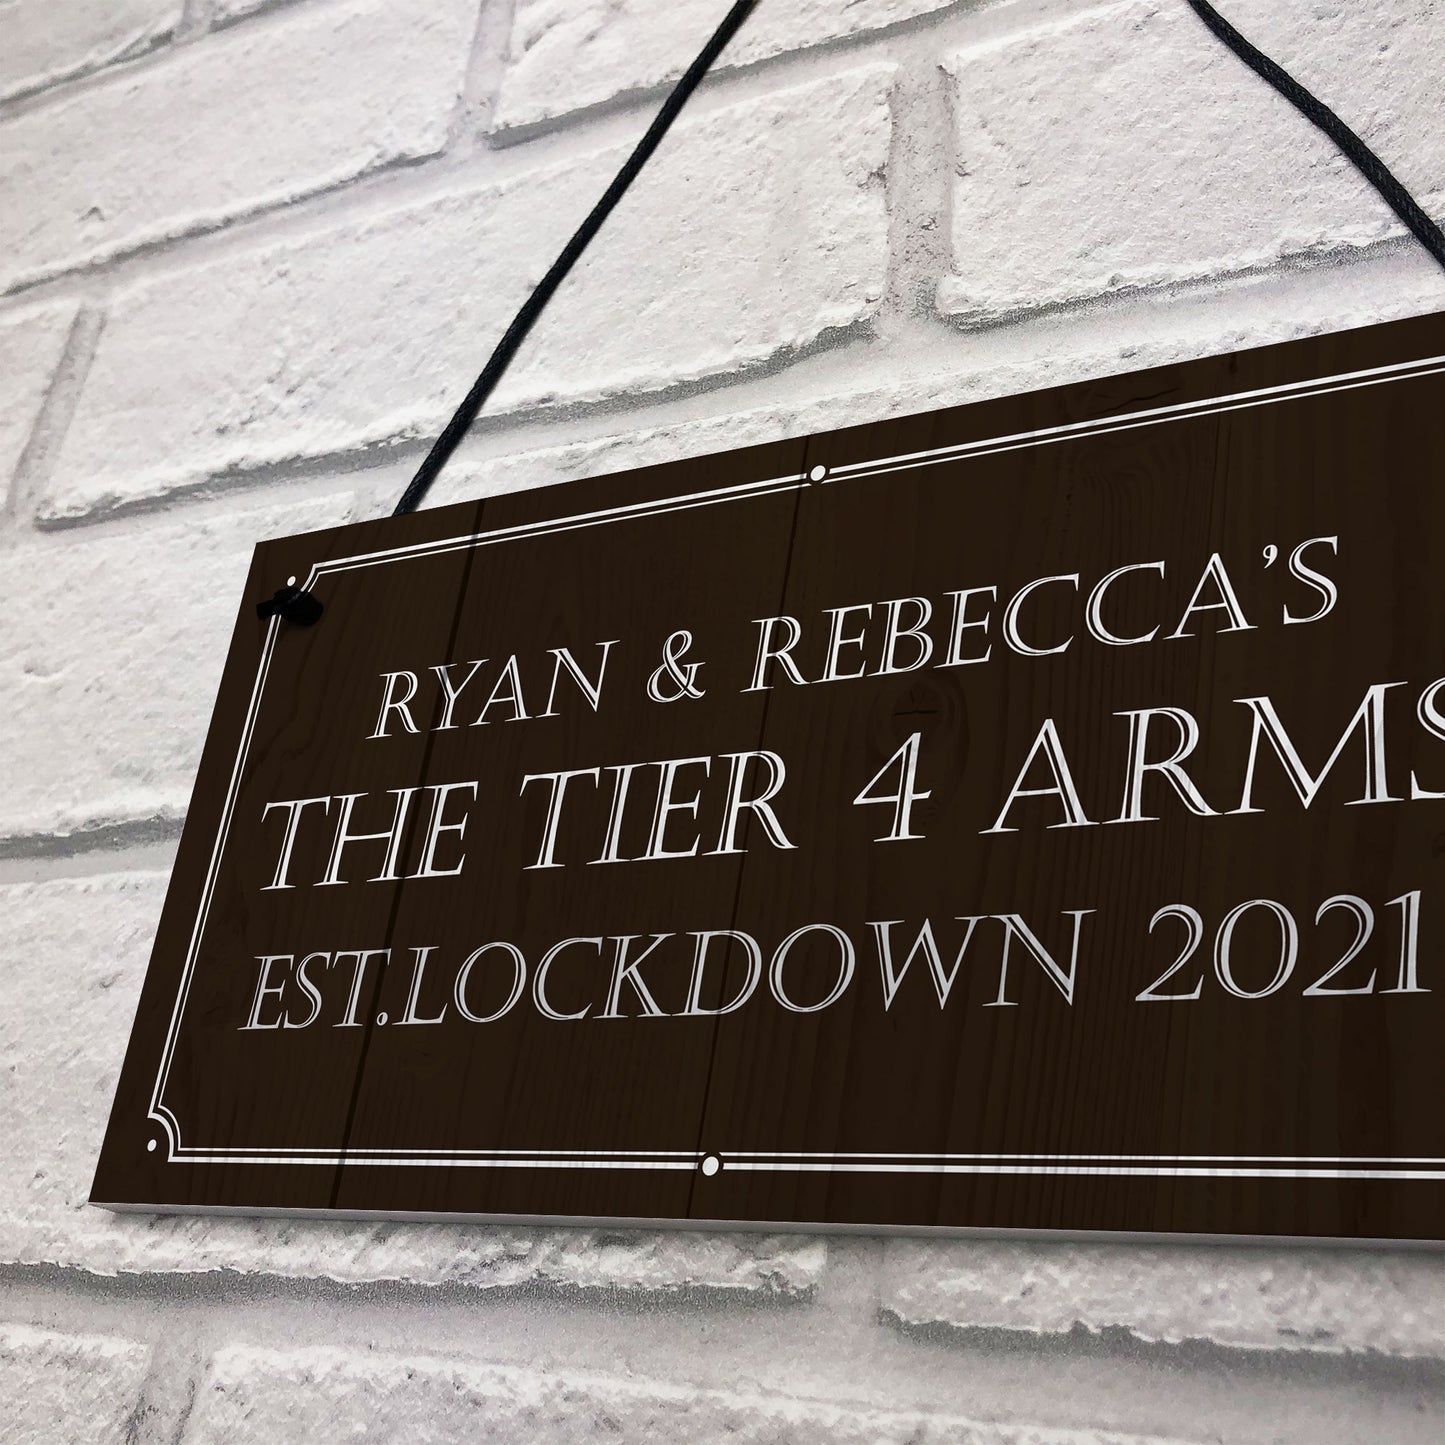 RYAN & REBECCA'S
THE TIER 4 ARMS
EST.LOCKDOWN 2021